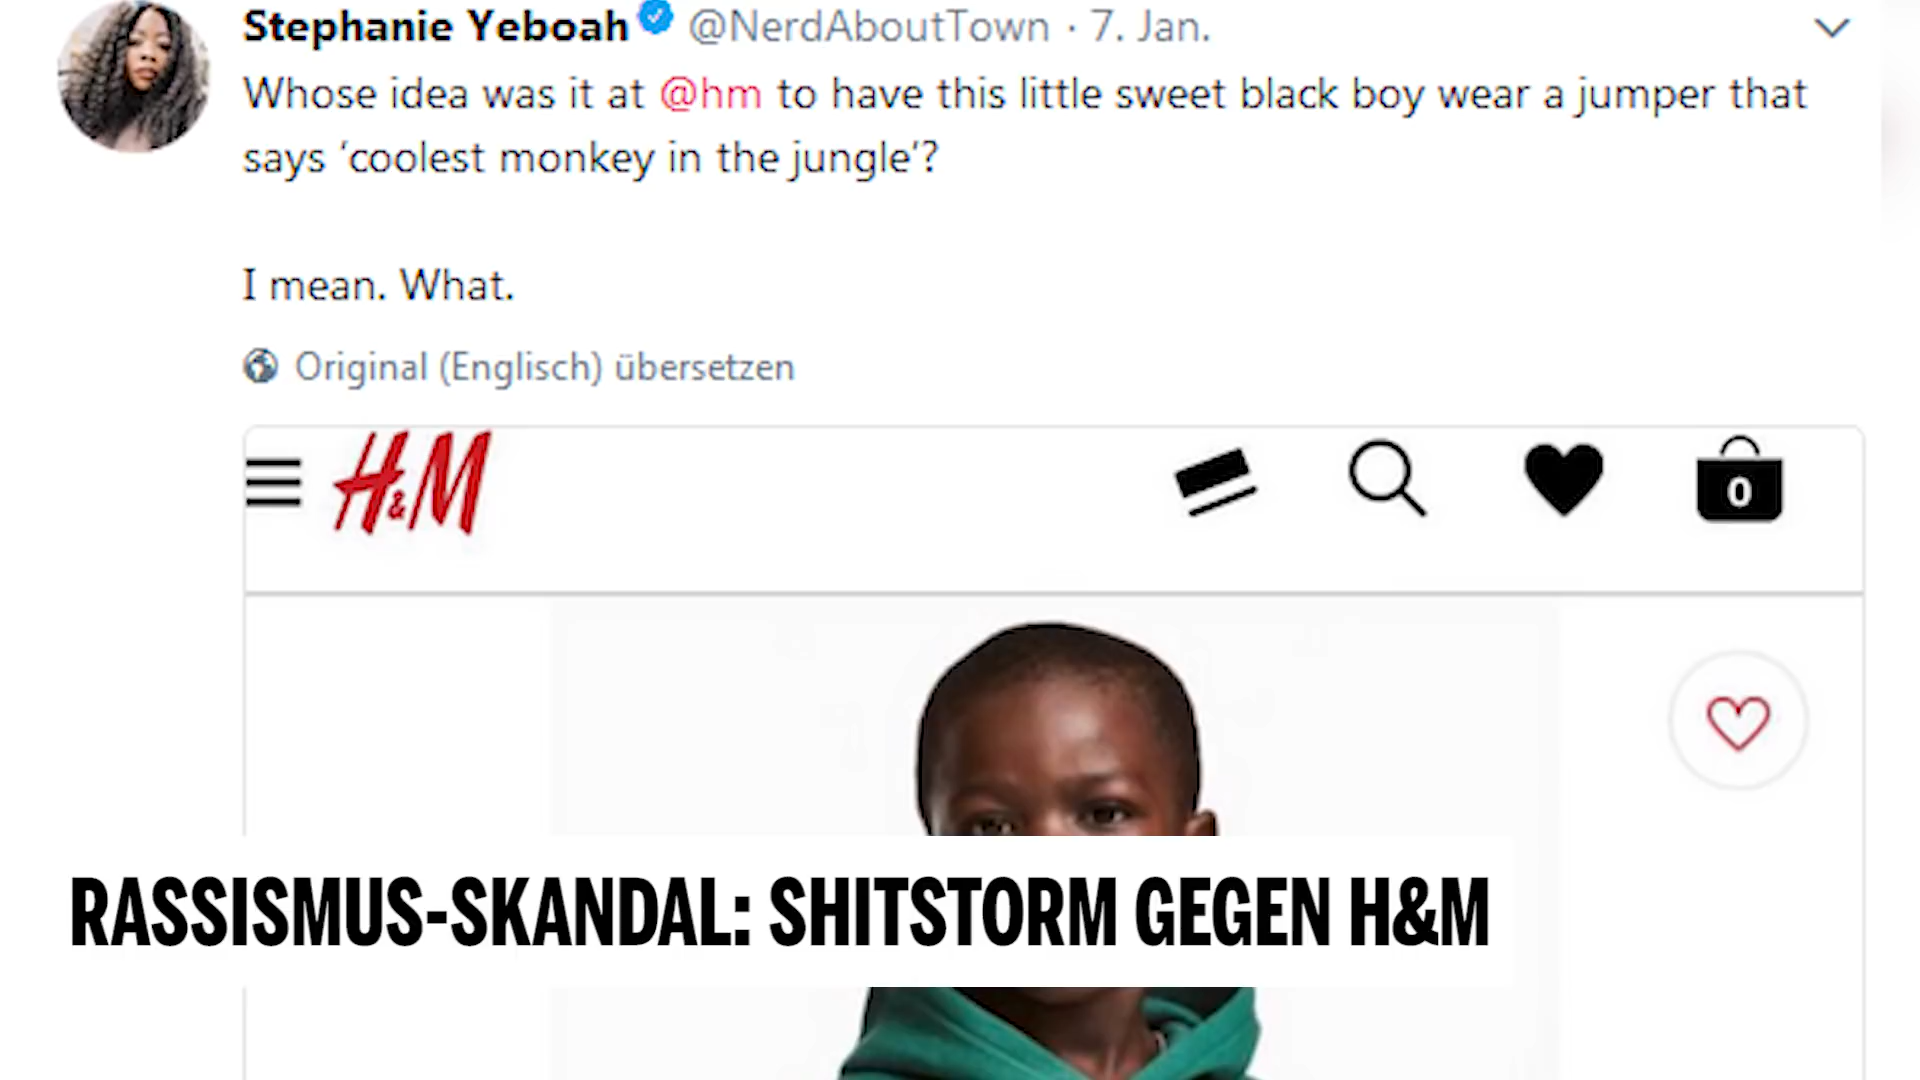 Stephanie Yeboah @NerdAboutTown · 7. Jan.
Whose idea was it at @hm to have this little sweet black boy wear a jumper that
says ‘coolest monkey in the jungle’?
I mean. What.
Original (Englisch) übersetzen
H&M
0
RASSISMUS-SKANDAL: SHITSTORM GEGEN H&M